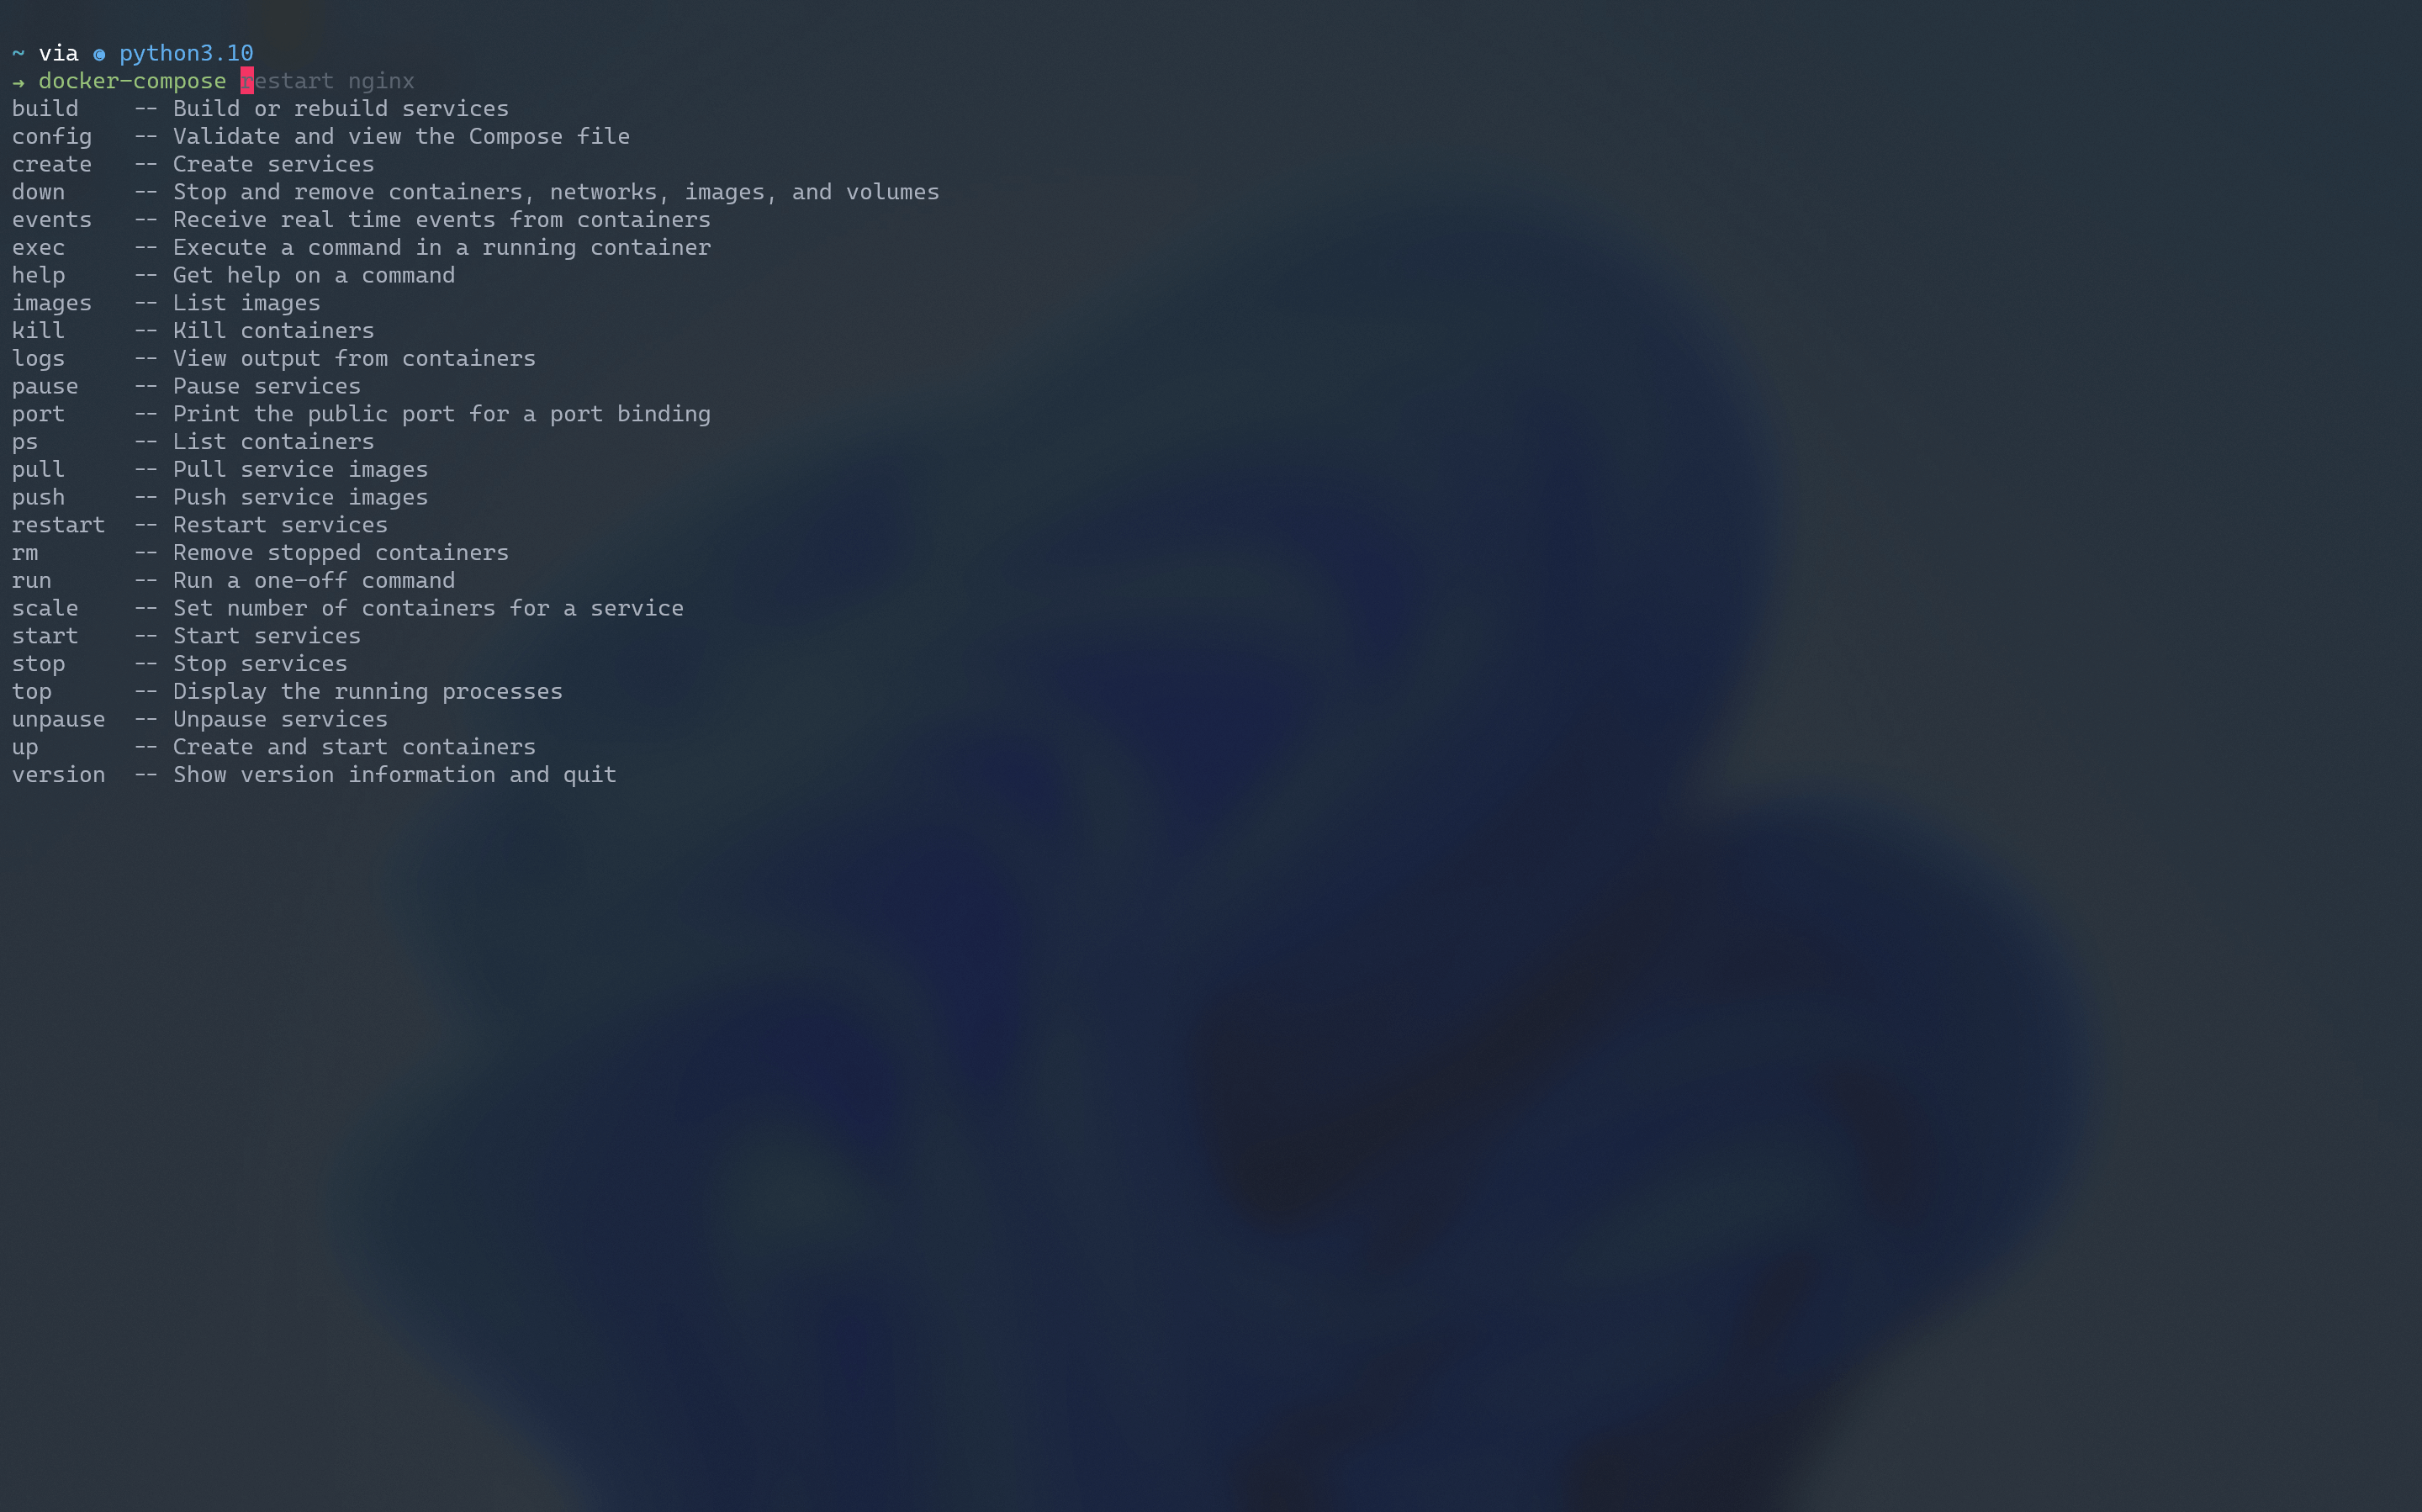 ~ via ◉ python3.10
→ docker-compose restart nginx
build    -- Build or rebuild services
config   -- Validate and view the Compose file
create   -- Create services
down     -- Stop and remove containers, networks, images, and volumes
events   -- Receive real time events from containers
exec     -- Execute a command in a running container
help     -- Get help on a command
images   -- List images
kill     -- Kill containers
logs     -- View output from containers
pause    -- Pause services
port     -- Print the public port for a port binding
ps       -- List containers
pull     -- Pull service images
push     -- Push service images
restart  -- Restart services
rm       -- Remove stopped containers
run      -- Run a one-off command
scale    -- Set number of containers for a service
start    -- Start services
stop     -- Stop services
top      -- Display the running processes
unpause  -- Unpause services
up       -- Create and start containers
version  -- Show version information and quit